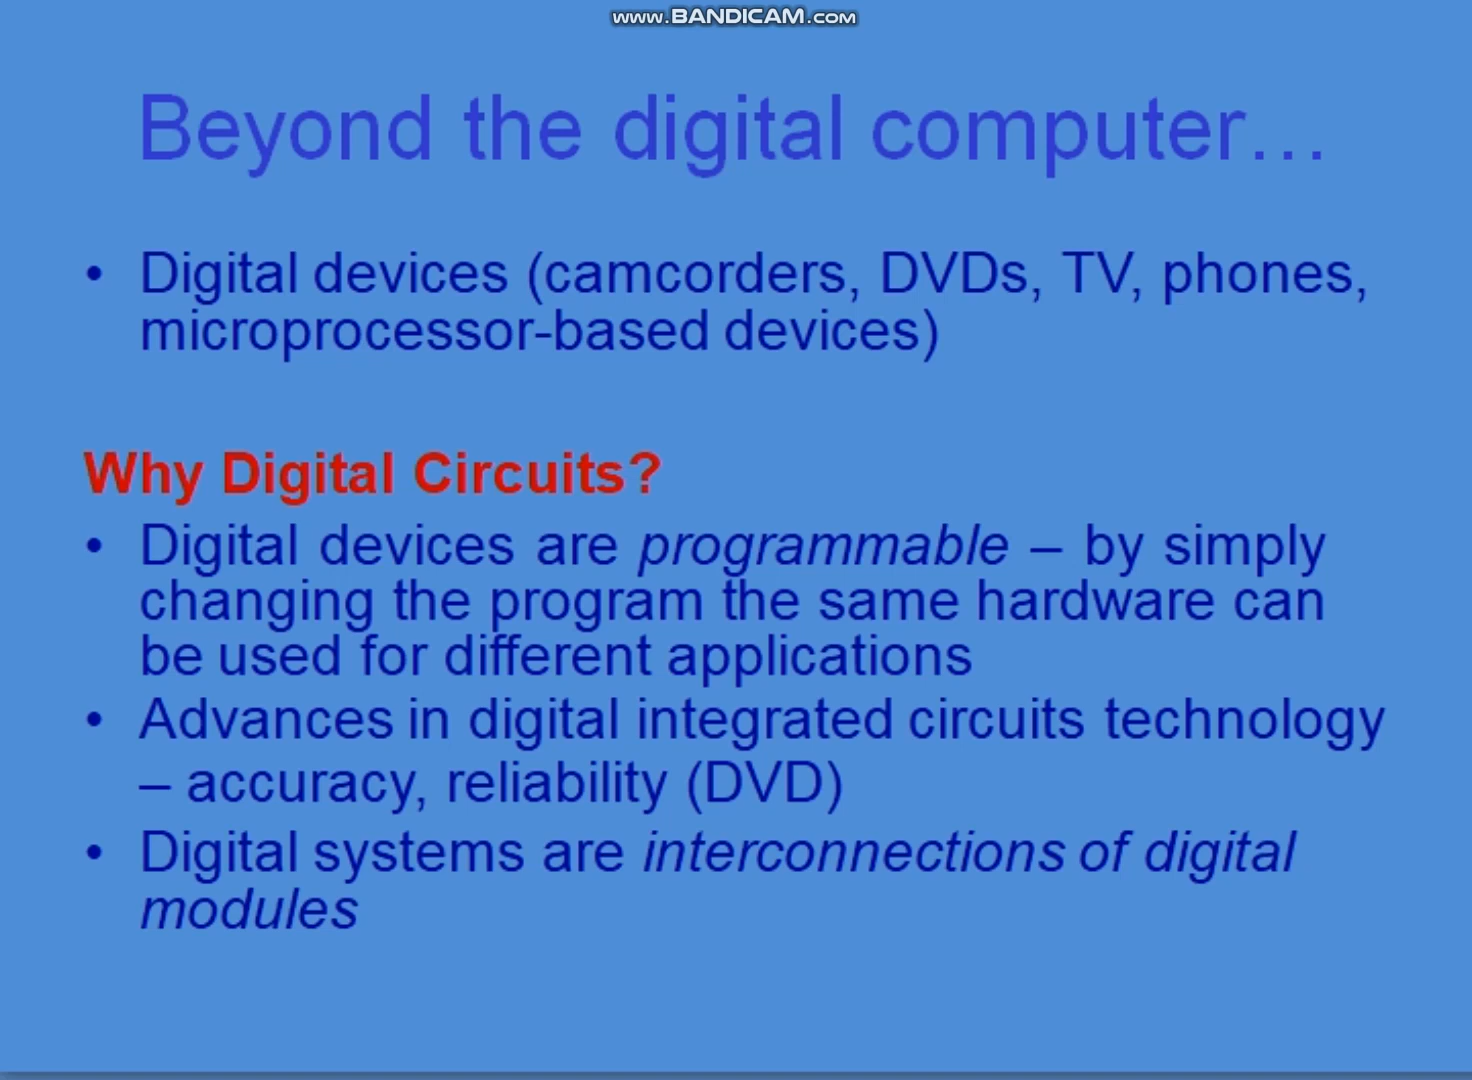 www.BANDICAM.com
Beyond the digital computer…
• Digital devices (camcorders, DVDs, TV, phones,
microprocessor-based devices)
Why Digital Circuits?
• Digital devices are programmable – by simply
changing the program the same hardware can
be used for different applications
• Advances in digital integrated circuits technology
– accuracy, reliability (DVD)
• Digital systems are interconnections of digital
modules